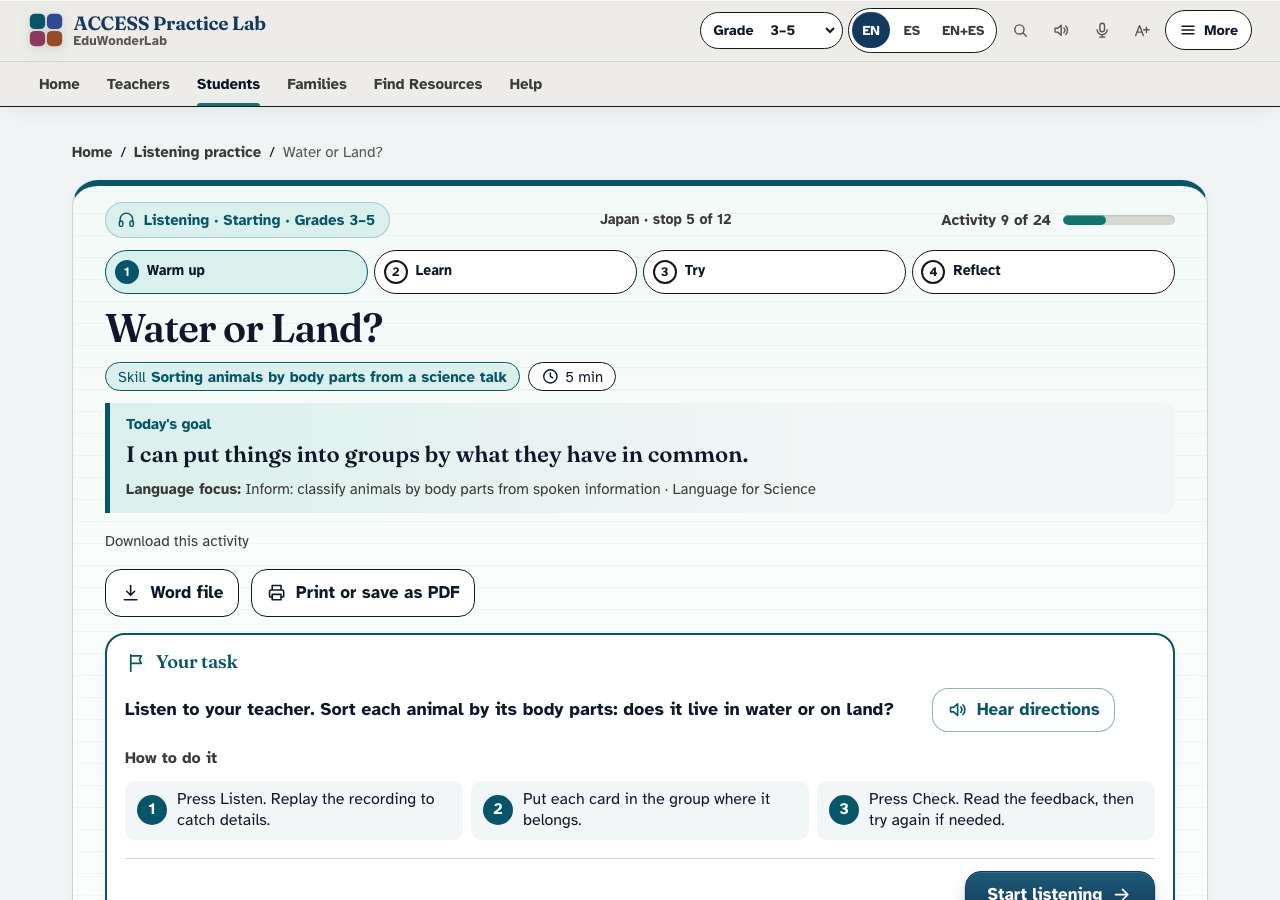 ACCESS Practice Lab
EduWonderLab
Grade 3–5
EN ES EN+ES
A+
More
Home Teachers Students Families Find Resources Help
Home / Listening practice / Water or Land?
Listening · Starting · Grades 3–5
Japan · stop 5 of 12
Activity 9 of 24
1 Warm up
2 Learn
3 Try
4 Reflect
Water or Land?
Skill Sorting animals by body parts from a science talk
5 min
Today's goal
I can put things into groups by what they have in common.
Language focus: Inform: classify animals by body parts from spoken information · Language for Science
Download this activity
Word file
Print or save as PDF
Your task
Listen to your teacher. Sort each animal by its body parts: does it live in water or on land?
Hear directions
How to do it
1 Press Listen. Replay the recording to
catch details.
2 Put each card in the group where it
belongs.
3 Press Check. Read the feedback, then
try again if needed.
Start listening